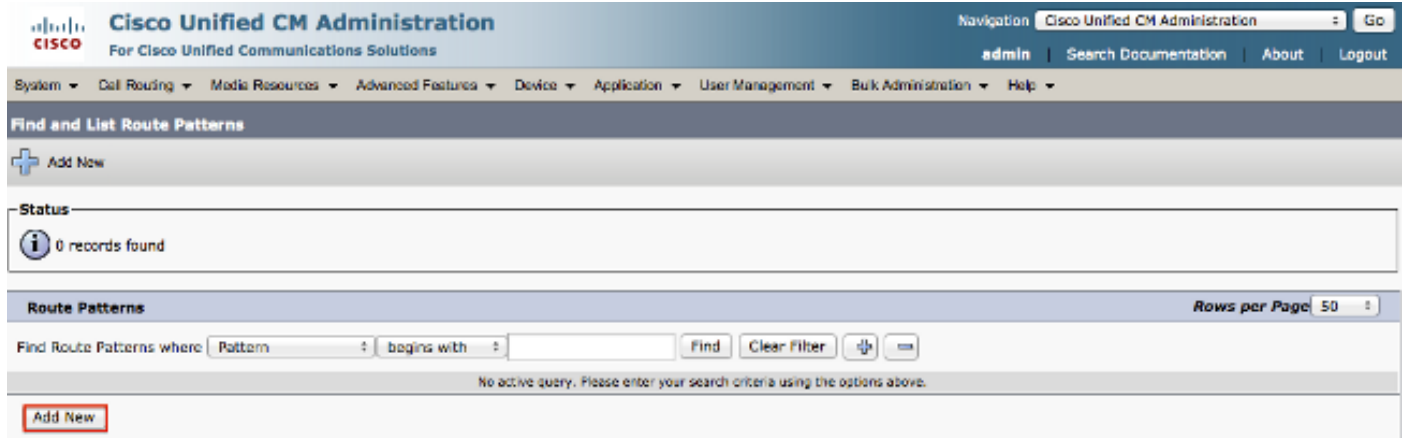 Cisco Unified CM Administration
Navigation Cisco Unified CM Administration Go
CISCO For Cisco Unified Communications Solutions
admin | Search Documentation | About | Logout
System Call Routing Media Resources Advanced Features Device Application User Management Bulk Administration Help
Find and List Route Patterns
Add New
Status
0 records found
Route Patterns Rows per Page 50
Find Route Patterns where Pattern begins with Find Clear Filter
No active query. Please enter your search criteria using the options above.
Add New